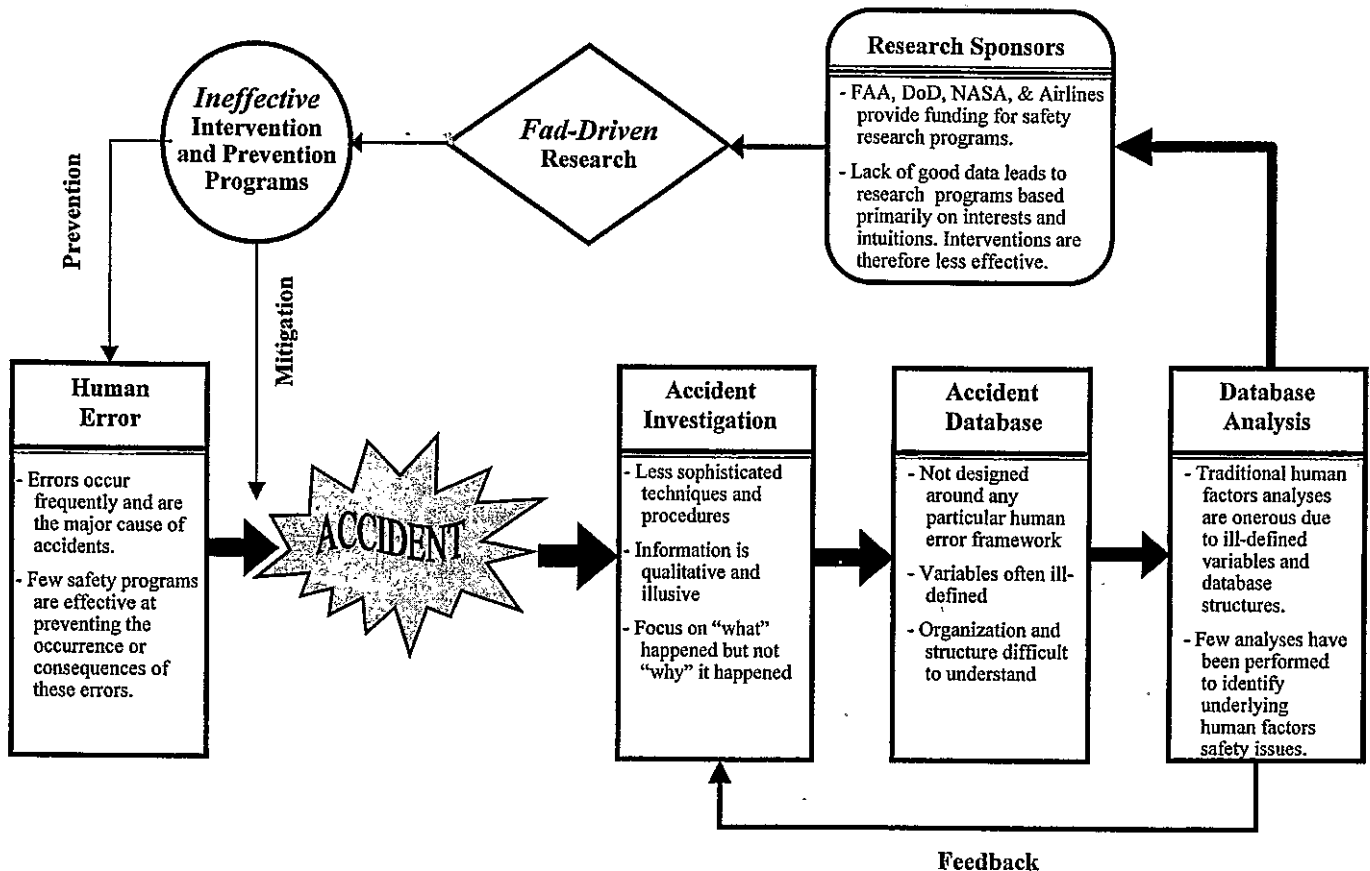 Research Sponsors
- FAA, DoD, NASA, & Airlines
provide funding for safety
research programs.
- Lack of good data leads to
research programs based
primarily on interests and
intuitions. Interventions are
therefore less effective.
Fad-Driven
Research
Ineffective
Intervention
and Prevention
Programs
Prevention
Mitigation
Human
Error
- Errors occur
frequently and are
the major cause of
accidents.
- Few safety programs
are effective at
preventing the
occurrence or
consequences of
these errors.
ACCIDENT
Accident
Investigation
- Less sophisticated
techniques and
procedures
- Information is
qualitative and
illusive
- Focus on “what”
happened but not
“why” it happened
Accident
Database
- Not designed
around any
particular human
error framework
- Variables often ill-
defined
- Organization and
structure difficult
to understand
Database
Analysis
- Traditional human
factors analyses
are onerous due
to ill-defined
variables and
database
structures.
- Few analyses have
been performed
to identify
underlying
human factors
safety issues.
Feedback